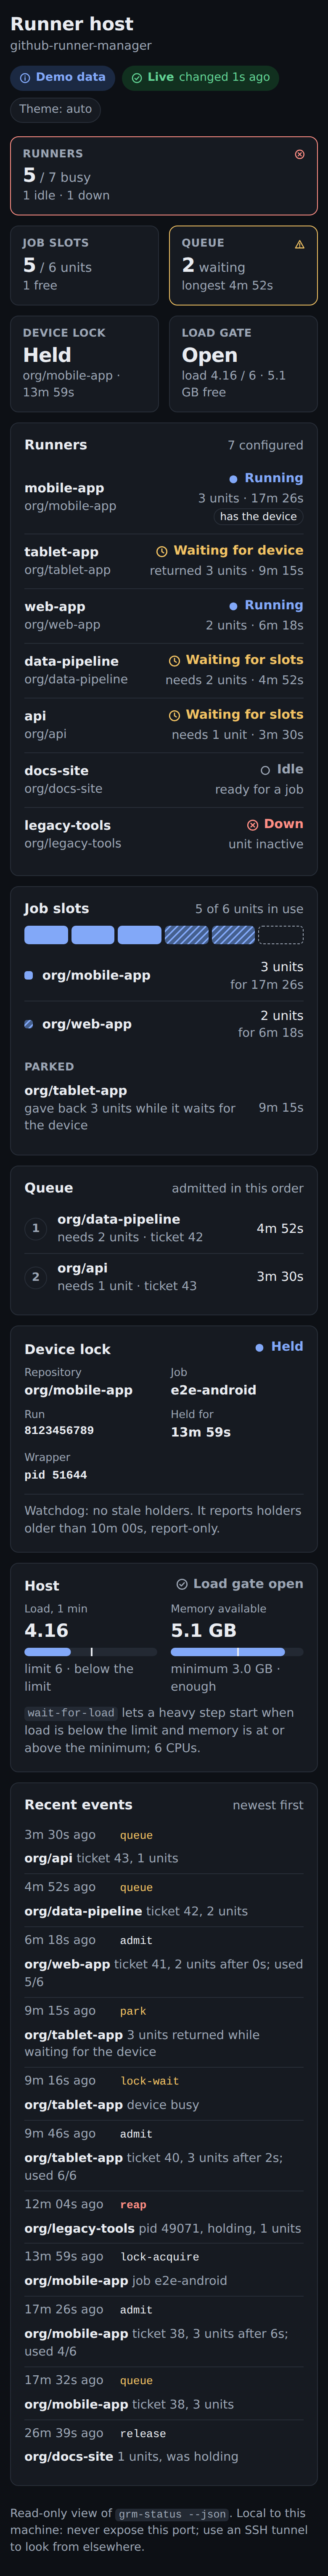 Runner host
github-runner-manager
Demo data
Live changed 1s ago
Theme: auto
RUNNERS
5 / 7 busy
1 idle · 1 down
JOB SLOTS
5 / 6 units
1 free
QUEUE
2 waiting
longest 4m 52s
DEVICE LOCK
Held
org/mobile-app ·
13m 59s
LOAD GATE
Open
load 4.16 / 6 · 5.1
GB free
Runners
7 configured
mobile-app
org/mobile-app
Running
3 units · 17m 26s
has the device
tablet-app
org/tablet-app
Waiting for device
returned 3 units · 9m 15s
web-app
org/web-app
Running
2 units · 6m 18s
data-pipeline
org/data-pipeline
Waiting for slots
needs 2 units · 4m 52s
api
org/api
Waiting for slots
needs 1 unit · 3m 30s
docs-site
org/docs-site
Idle
ready for a job
legacy-tools
org/legacy-tools
Down
unit inactive
Job slots
5 of 6 units in use
org/mobile-app
3 units
for 17m 26s
org/web-app
2 units
for 6m 18s
PARKED
org/tablet-app
gave back 3 units while it waits for
the device
9m 15s
Queue
admitted in this order
1
org/data-pipeline
needs 2 units · ticket 42
4m 52s
2
org/api
needs 1 unit · ticket 43
3m 30s
Device lock
Held
Repository
org/mobile-app
Job
e2e-android
Run
8123456789
Held for
13m 59s
Wrapper
pid 51644
Watchdog: no stale holders. It reports holders
older than 10m 00s, report-only.
Host
Load gate open
Load, 1 min
4.16
limit 6 · below the
limit
Memory available
5.1 GB
minimum 3.0 GB ·
enough
wait-for-load lets a heavy step start when
load is below the limit and memory is at or
above the minimum; 6 CPUs.
Recent events
newest first
3m 30s ago queue
org/api ticket 43, 1 units
4m 52s ago queue
org/data-pipeline ticket 42, 2 units
6m 18s ago admit
org/web-app ticket 41, 2 units after 0s; used
5/6
9m 15s ago park
org/tablet-app 3 units returned while
waiting for the device
9m 16s ago lock-wait
org/tablet-app device busy
9m 46s ago admit
org/tablet-app ticket 40, 3 units after 2s;
used 6/6
12m 04s ago reap
org/legacy-tools pid 49071, holding, 1 units
13m 59s ago lock-acquire
org/mobile-app job e2e-android
17m 26s ago admit
org/mobile-app ticket 38, 3 units after 6s;
used 4/6
17m 32s ago queue
org/mobile-app ticket 38, 3 units
26m 39s ago release
org/docs-site 1 units, was holding
Read-only view of grm-status --json. Local to this
machine: never expose this port; use an SSH tunnel
to look from elsewhere.